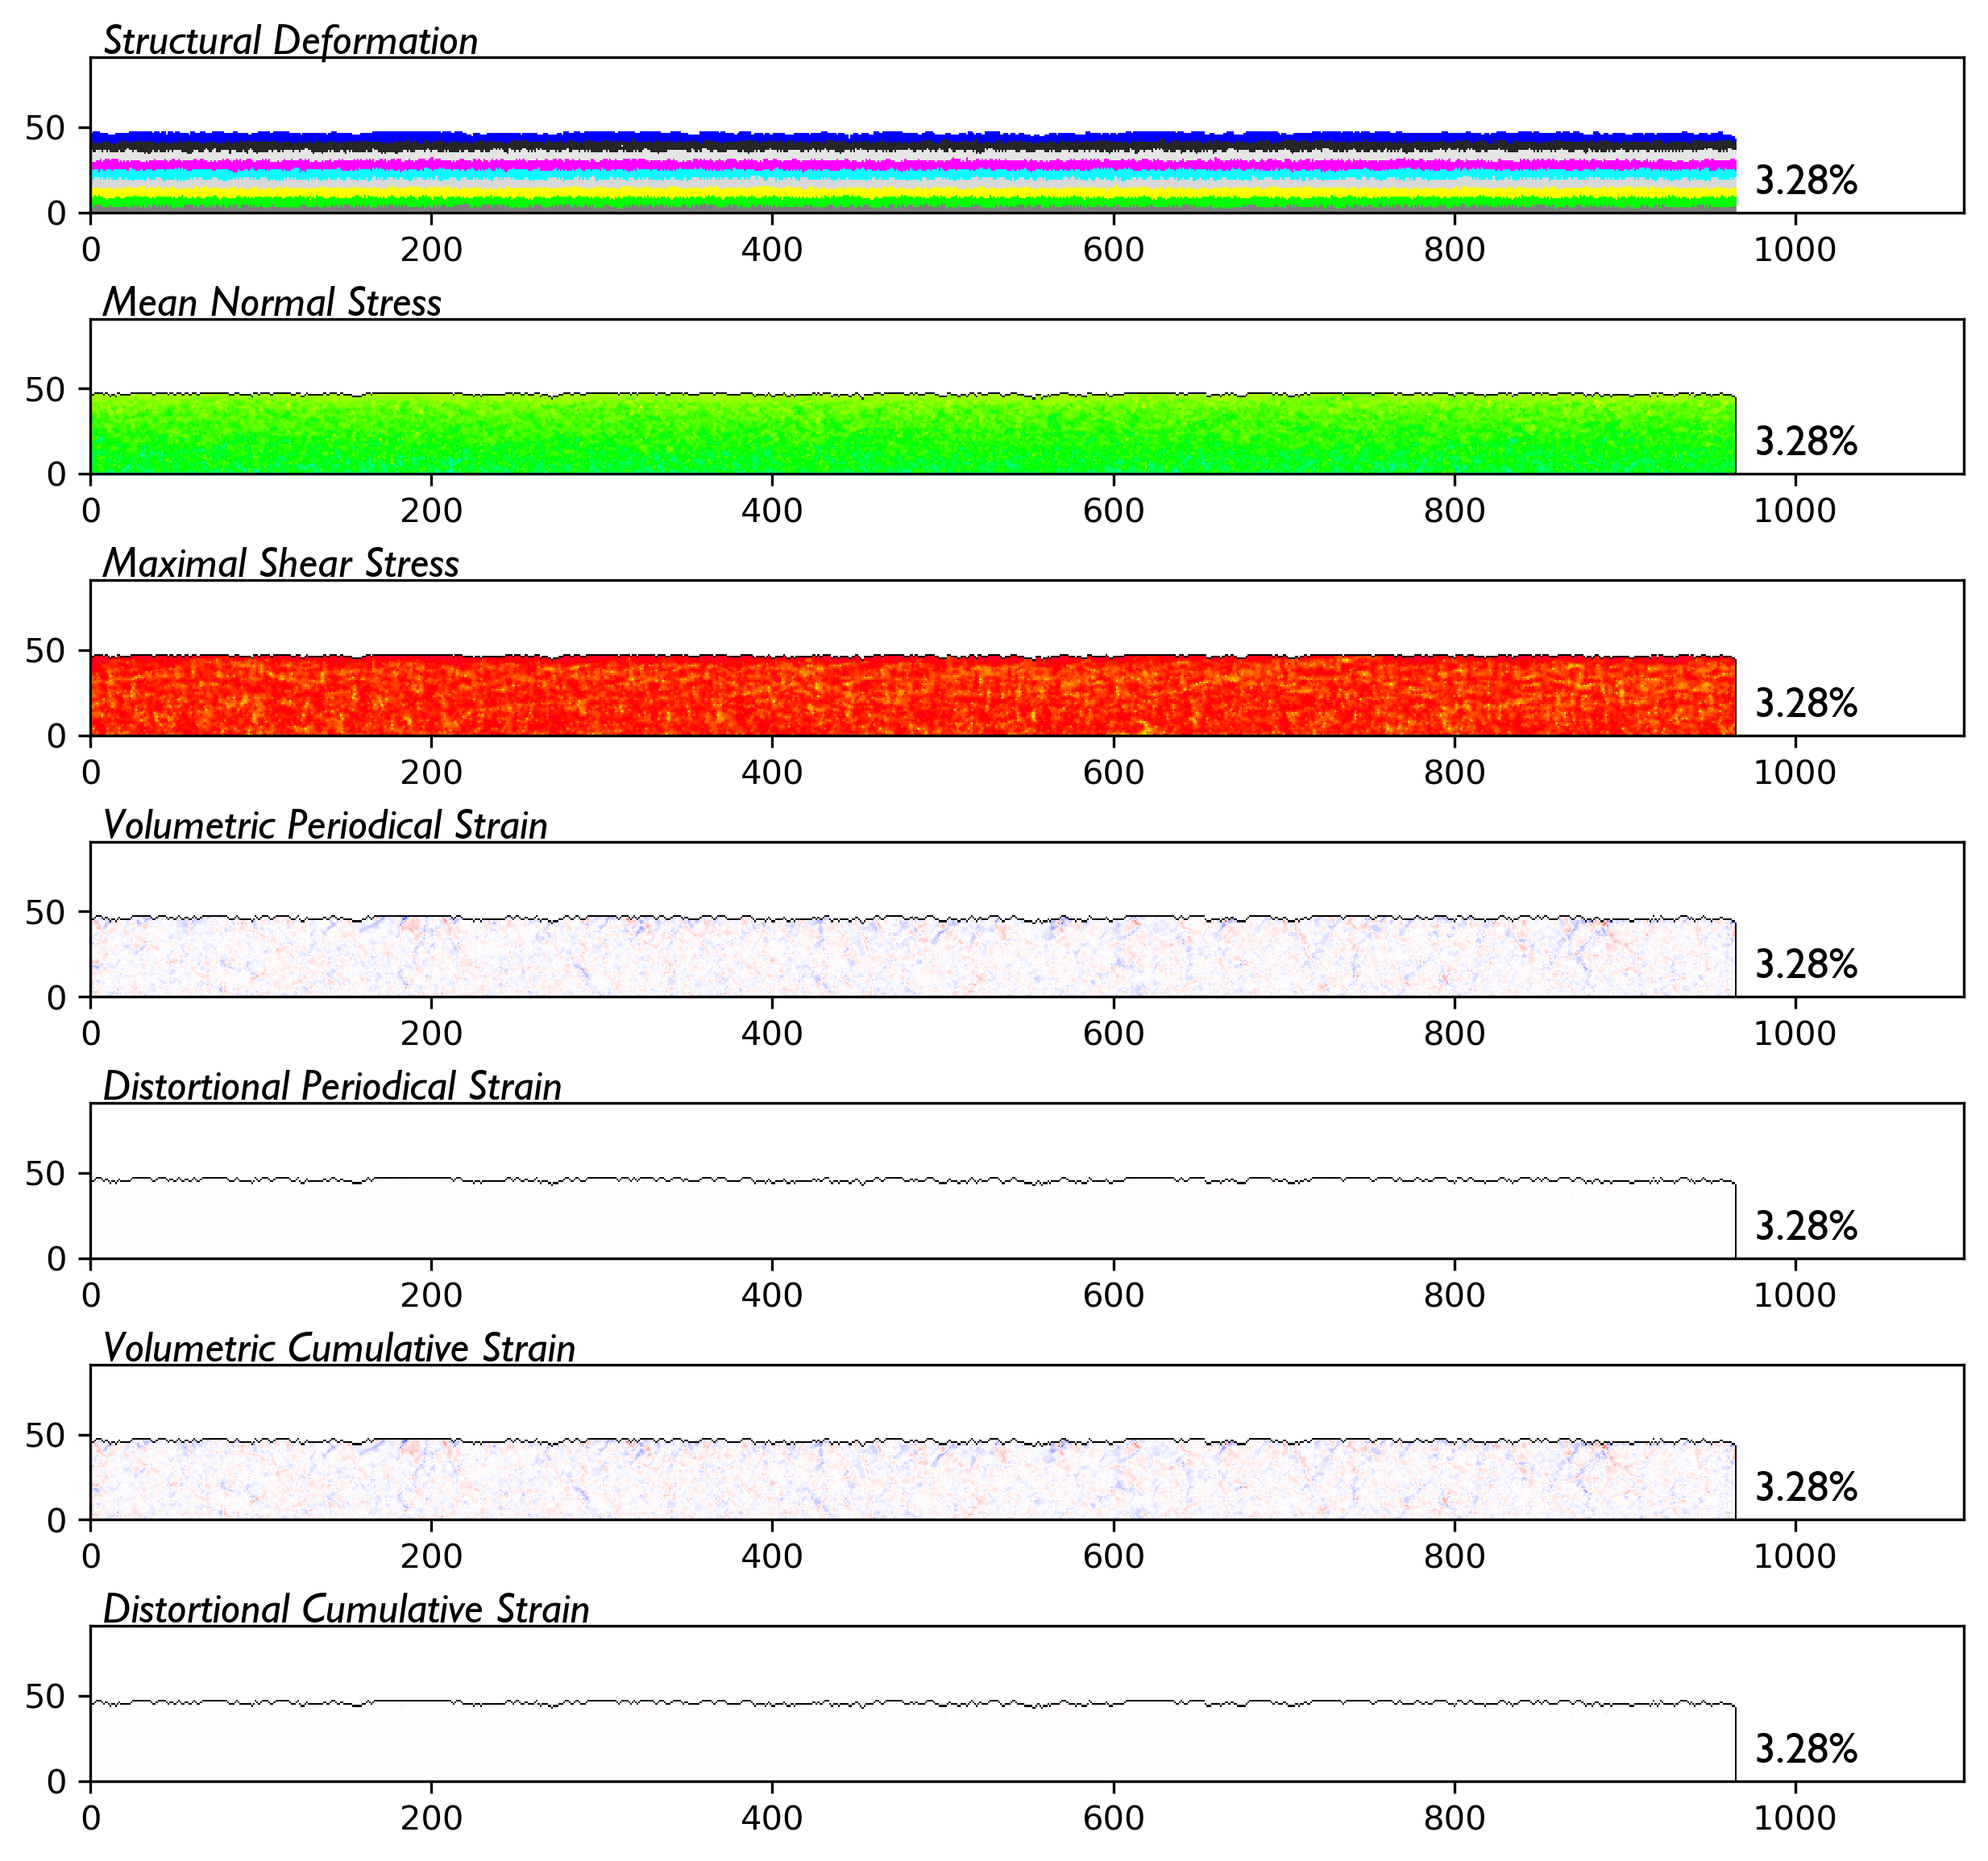 Structural Deformation
50
0
3.28%
0 200 400 600 800 1000
Mean Normal Stress
50
0
3.28%
0 200 400 600 800 1000
Maximal Shear Stress
50
0
3.28%
0 200 400 600 800 1000
Volumetric Periodical Strain
50
0
3.28%
0 200 400 600 800 1000
Distortional Periodical Strain
50
0
3.28%
0 200 400 600 800 1000
Volumetric Cumulative Strain
50
0
3.28%
0 200 400 600 800 1000
Distortional Cumulative Strain
50
0
3.28%
0 200 400 600 800 1000